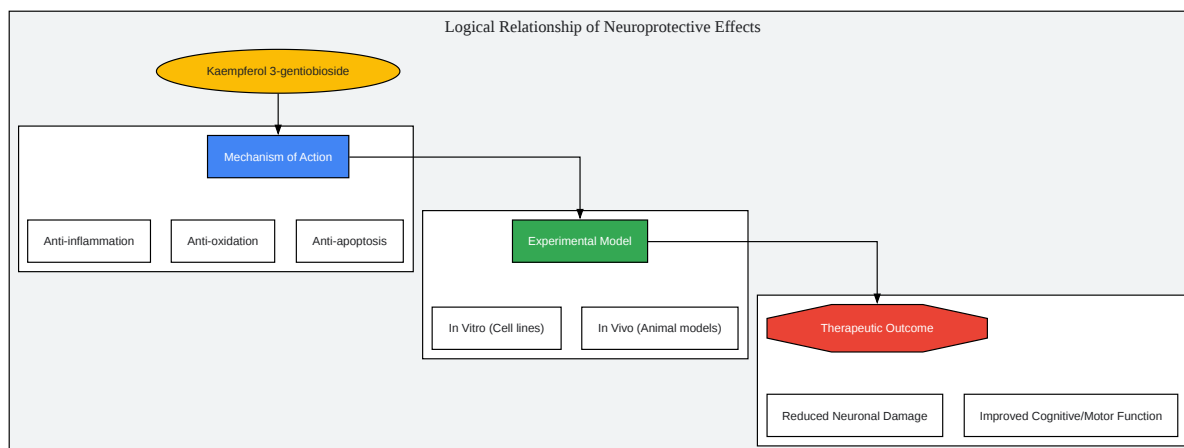 Logical Relationship of Neuroprotective Effects
Kaempferol 3-gentiobioside
Mechanism of Action
Anti-inflammation
Anti-oxidation
Anti-apoptosis
Experimental Model
In Vitro (Cell lines)
In Vivo (Animal models)
Therapeutic Outcome
Reduced Neuronal Damage
Improved Cognitive/Motor Function